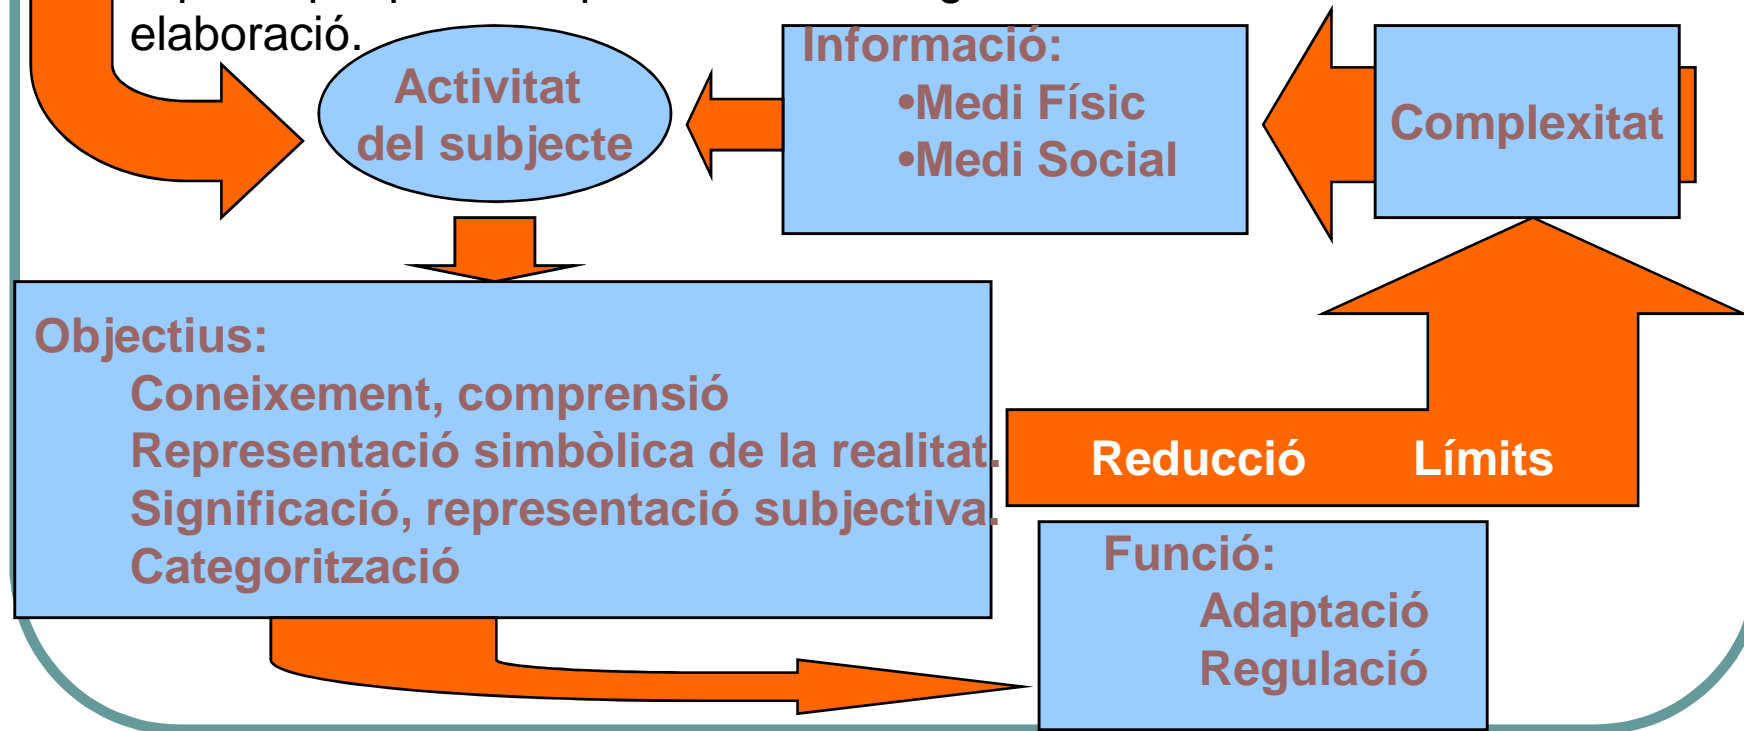 elaboració.
Activitat
del subjecte
Informació:
•Medi Físic
•Medi Social
Complexitat
Objectius:
Coneixement, comprensió
Representació simbòlica de la realitat.
Significació, representació subjectiva.
Categorització
Reducció Límits
Funció:
Adaptació
Regulació